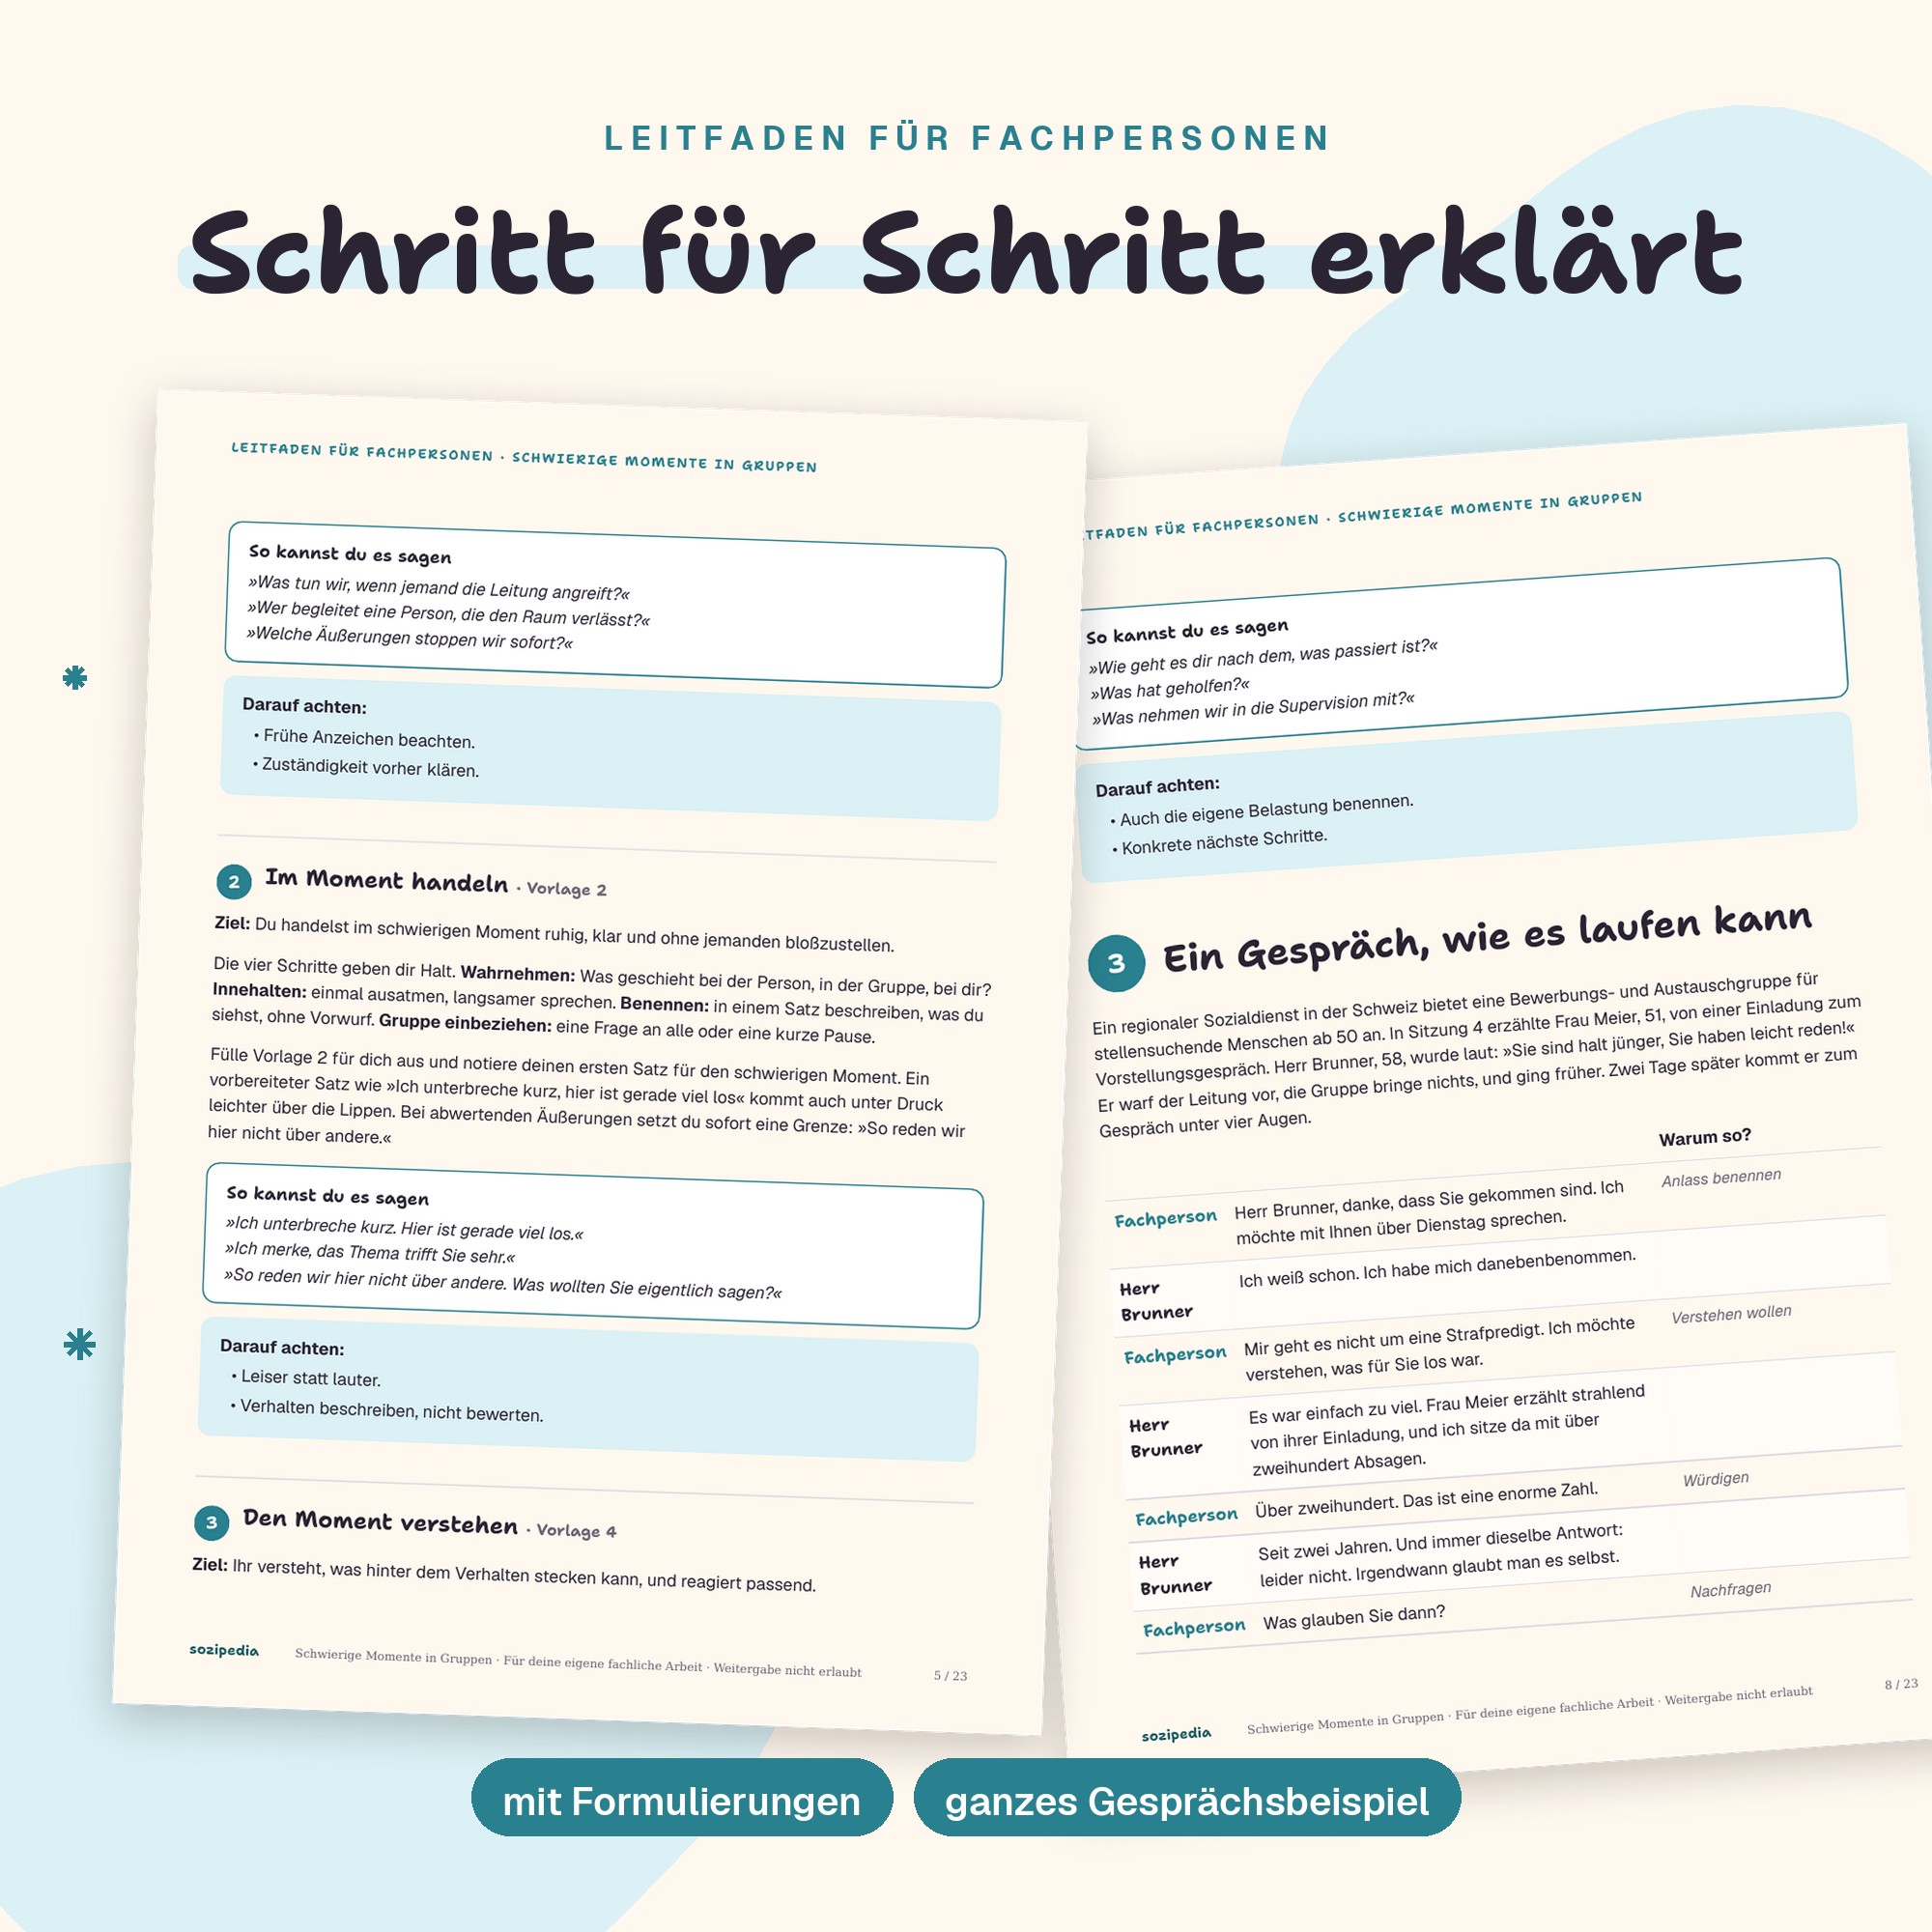 LEITFADEN FÜR FACHPERSONEN
Schritt für Schritt erklärt
LEITFADEN FÜR FACHPERSONEN · SCHWIERIGE MOMENTE IN GRUPPEN
So kannst du es sagen
»Was tun wir, wenn jemand die Leitung angreift?«
»Wer begleitet eine Person, die den Raum verlässt?«
»Welche Äußerungen stoppen wir sofort?«
Darauf achten:
• Frühe Anzeichen beachten.
• Zuständigkeit vorher klären.
2 Im Moment handeln · Vorlage 2
Ziel: Du handelst im schwierigen Moment ruhig, klar und ohne jemanden bloßzustellen.
Die vier Schritte geben dir Halt. Wahrnehmen: Was geschieht bei der Person, in der Gruppe, bei dir?
Innehalten: einmal ausatmen, langsamer sprechen. Benennen: in einem Satz beschreiben, was du
siehst, ohne Vorwurf. Gruppe einbeziehen: eine Frage an alle oder eine kurze Pause.
Fülle Vorlage 2 für dich aus und notiere deinen ersten Satz für den schwierigen Moment. Ein
vorbereiteter Satz wie »Ich unterbreche kurz, hier ist gerade viel los« kommt auch unter Druck
leichter über die Lippen. Bei abwertenden Äußerungen setzt du sofort eine Grenze: »So reden wir
hier nicht über andere.«
So kannst du es sagen
»Ich unterbreche kurz. Hier ist gerade viel los.«
»Ich merke, das Thema trifft Sie sehr.«
»So reden wir hier nicht über andere. Was wollten Sie eigentlich sagen?«
Darauf achten:
• Leiser statt lauter.
• Verhalten beschreiben, nicht bewerten.
3 Den Moment verstehen · Vorlage 4
Ziel: Ihr versteht, was hinter dem Verhalten stecken kann, und reagiert passend.
sozipedia Schwierige Momente in Gruppen · Für deine eigene fachliche Arbeit · Weitergabe nicht erlaubt 5 / 23
TFADEN FÜR FACHPERSONEN · SCHWIERIGE MOMENTE IN GRUPPEN
So kannst du es sagen
»Wie geht es dir nach dem, was passiert ist?«
»Was hat geholfen?«
»Was nehmen wir in die Supervision mit?«
Darauf achten:
• Auch die eigene Belastung benennen.
• Konkrete nächste Schritte.
3 Ein Gespräch, wie es laufen kann
Ein regionaler Sozialdienst in der Schweiz bietet eine Bewerbungs- und Austauschgruppe für
stellensuchende Menschen ab 50 an. In Sitzung 4 erzählte Frau Meier, 51, von einer Einladung zum
Vorstellungsgespräch. Herr Brunner, 58, wurde laut: »Sie sind halt jünger, Sie haben leicht reden!«
Er warf der Leitung vor, die Gruppe bringe nichts, und ging früher. Zwei Tage später kommt er zum
Gespräch unter vier Augen.
Warum so?
Fachperson Herr Brunner, danke, dass Sie gekommen sind. Ich Anlass benennen
möchte mit Ihnen über Dienstag sprechen.
Herr Ich weiß schon. Ich habe mich danebenbenommen.
Brunner
Fachperson Mir geht es nicht um eine Strafpredigt. Ich möchte Verstehen wollen
verstehen, was für Sie los war.
Herr Es war einfach zu viel. Frau Meier erzählt strahlend
Brunner von ihrer Einladung, und ich sitze da mit über
zweihundert Absagen.
Fachperson Über zweihundert. Das ist eine enorme Zahl. Würdigen
Herr Seit zwei Jahren. Und immer dieselbe Antwort:
Brunner leider nicht. Irgendwann glaubt man es selbst.
Fachperson Was glauben Sie dann? Nachfragen
sozipedia Schwierige Momente in Gruppen · Für deine eigene fachliche Arbeit · Weitergabe nicht erlaubt 8 / 23
mit Formulierungen
ganzes Gesprächsbeispiel